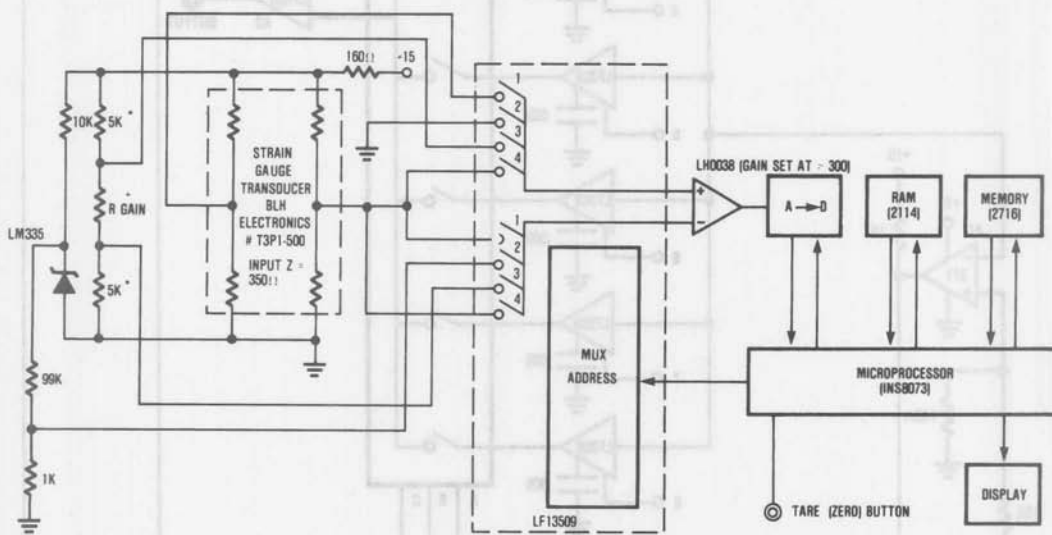 160Ω
-15
10K
5K*
R GAIN*
LM335
5K*
99K
1K
STRAIN
GAUGE
TRANSDUCER
BLH
ELECTRONICS
# T3P1-500
INPUT Z =
350Ω
1
2
3
4
1
2
3
4
MUX
ADDRESS
LF13509
LH0038 (GAIN SET AT ≥ 300)
+
−
A → D
RAM
(2114)
MEMORY
(2716)
MICROPROCESSOR
(INS8073)
DISPLAY
TARE (ZERO) BUTTON